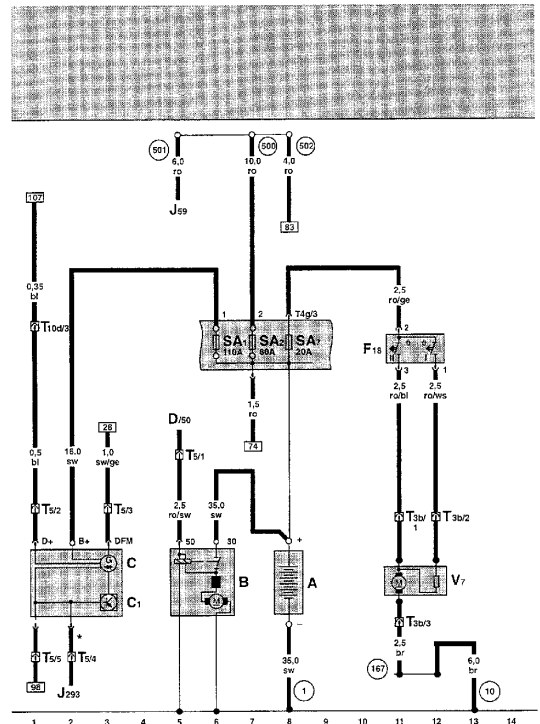 501
500
502
6,0
ro
10,0
ro
4,0
ro
107
J59
83
0,35
bl
2,5
ro/ge
1
2
T4g/3
T10d/3
SA1
110A
SA2
80A
SA7
20A
F18
2
3
1
1,5
ro
2,5
ro/bl
2,5
ro/ws
28
D/50
74
0,5
bl
16,0
sw
1,0
sw/ge
T5/1
T5/2
T5/3
2,5
ro/sw
35,0
sw
T3b/
1
T3b/2
D+
B+
DFM
50
30
+
G
C
C1
B
M
A
M
V7
*
–
T5/5
T5/4
T3b/3
98
J293
35,0
sw
1
2,5
br
167
6,0
br
10
1 2 3 4 5 6 7 8 9 10 11 12 13 14